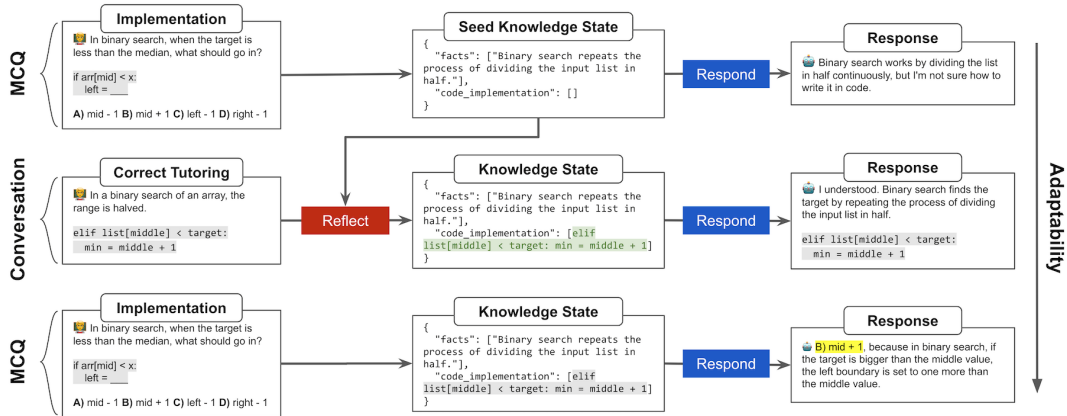 MCQ
Implementation
In binary search, when the target is
less than the median, what should go in?
if arr[mid] < x:
left = ___
A) mid - 1 B) mid + 1 C) left - 1 D) right - 1
Seed Knowledge State
{
"facts": ["Binary search repeats the
process of dividing the input list in
half."],
"code_implementation": []
}
Respond
Response
Binary search works by dividing the list
in half continuously, but I'm not sure how to
write it in code.
Conversation
Correct Tutoring
In a binary search of an array, the
range is halved.
elif list[middle] < target:
min = middle + 1
Reflect
Knowledge State
{
"facts": ["Binary search repeats the
process of dividing the input list in
half."],
"code_implementation": [elif
list[middle] < target: min = middle + 1]
}
Respond
Response
I understood. Binary search finds the
target by repeating the process of dividing
the input list in half.
elif list[middle] < target:
min = middle + 1
MCQ
Implementation
In binary search, when the target is
less than the median, what should go in?
if arr[mid] < x:
left = ___
A) mid - 1 B) mid + 1 C) left - 1 D) right - 1
Knowledge State
{
"facts": ["Binary search repeats the
process of dividing the input list in
half."],
"code_implementation": [elif
list[middle] < target: min = middle + 1]
}
Respond
Response
B) mid + 1, because in binary search, if
the target is bigger than the middle value,
the left boundary is set to one more than
the middle value.
Adaptability